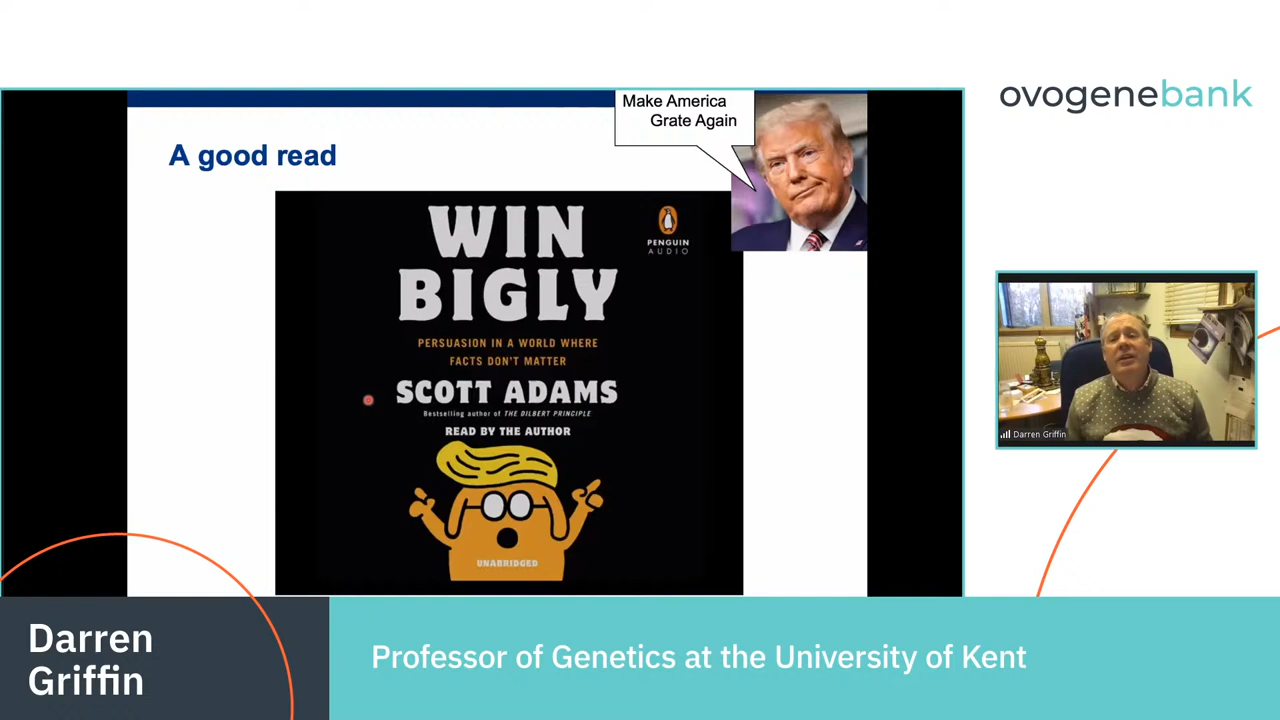 ovogenebank
Make America
Grate Again
A good read
WIN
BIGLY
PENGUIN
AUDIO
PERSUASION IN A WORLD WHERE
FACTS DON'T MATTER
SCOTT ADAMS
Bestselling author of THE DILBERT PRINCIPLE
READ BY THE AUTHOR
UNABRIDGED
Darren Griffin
Darren
Griffin
Professor of Genetics at the University of Kent